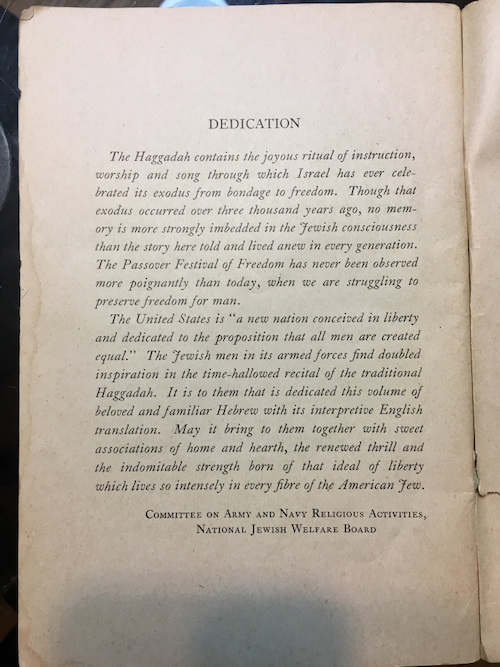 DEDICATION
The Haggadah contains the joyous ritual of instruction,
worship and song through which Israel has ever cele-
brated its exodus from bondage to freedom. Though that
exodus occurred over three thousand years ago, no mem-
ory is more strongly imbedded in the Jewish consciousness
than the story here told and lived anew in every generation.
The Passover Festival of Freedom has never been observed
more poignantly than today, when we are struggling to
preserve freedom for man.
The United States is "a new nation conceived in liberty
and dedicated to the proposition that all men are created
equal." The Jewish men in its armed forces find doubled
inspiration in the time-hallowed recital of the traditional
Haggadah. It is to them that is dedicated this volume of
beloved and familiar Hebrew with its interpretive English
translation. May it bring to them together with sweet
associations of home and hearth, the renewed thrill and
the indomitable strength born of that ideal of liberty
which lives so intensely in every fibre of the American Jew.
Committee on Army and Navy Religious Activities,
National Jewish Welfare Board